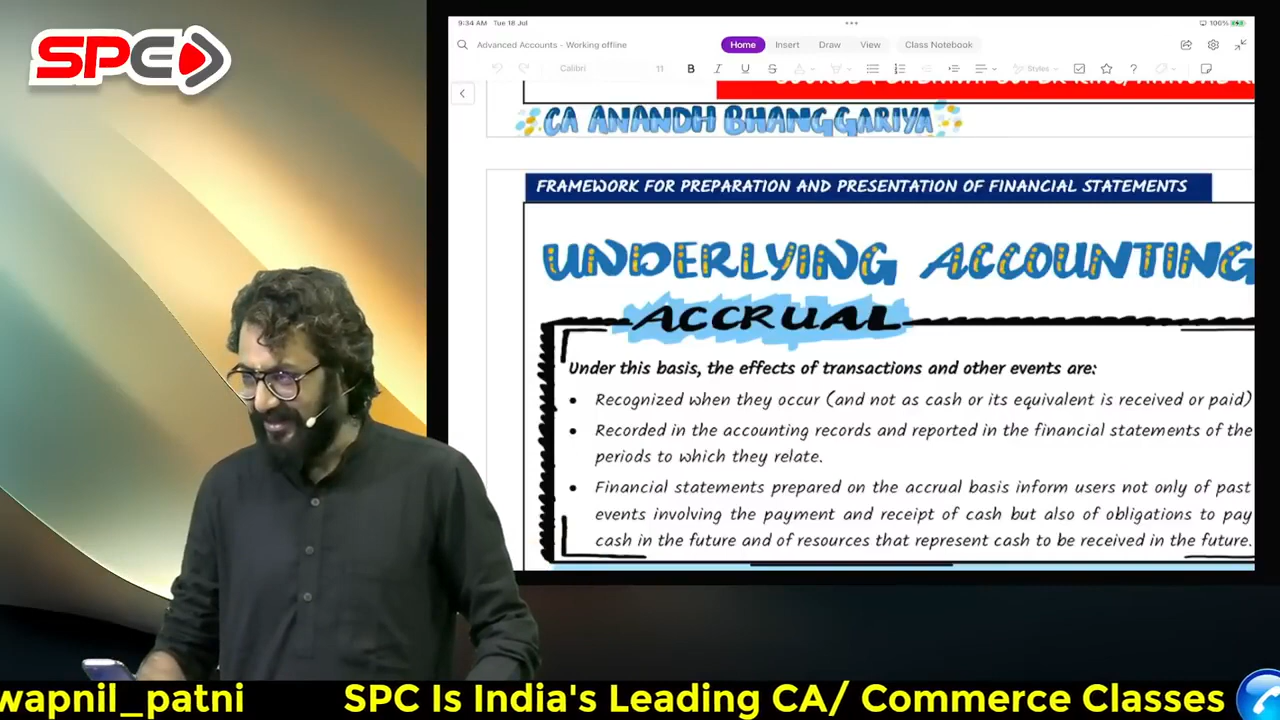 SPC
9:34 AM Tue 18 Jul
100%
Advanced Accounts - Working offline
Home Insert Draw View Class Notebook
Calibri 11 B I U S Styles ?
CA ANANDH BHANGGARIYA
FRAMEWORK FOR PREPARATION AND PRESENTATION OF FINANCIAL STATEMENTS
UNDERLYING ACCOUNTING
ACCRUAL
Under this basis, the effects of transactions and other events are:
• Recognized when they occur (and not as cash or its equivalent is received or paid)
• Recorded in the accounting records and reported in the financial statements of the
periods to which they relate.
• Financial statements prepared on the accrual basis inform users not only of past
events involving the payment and receipt of cash but also of obligations to pay
cash in the future and of resources that represent cash to be received in the future.
wapnil_patni SPC Is India's Leading CA/ Commerce Classes